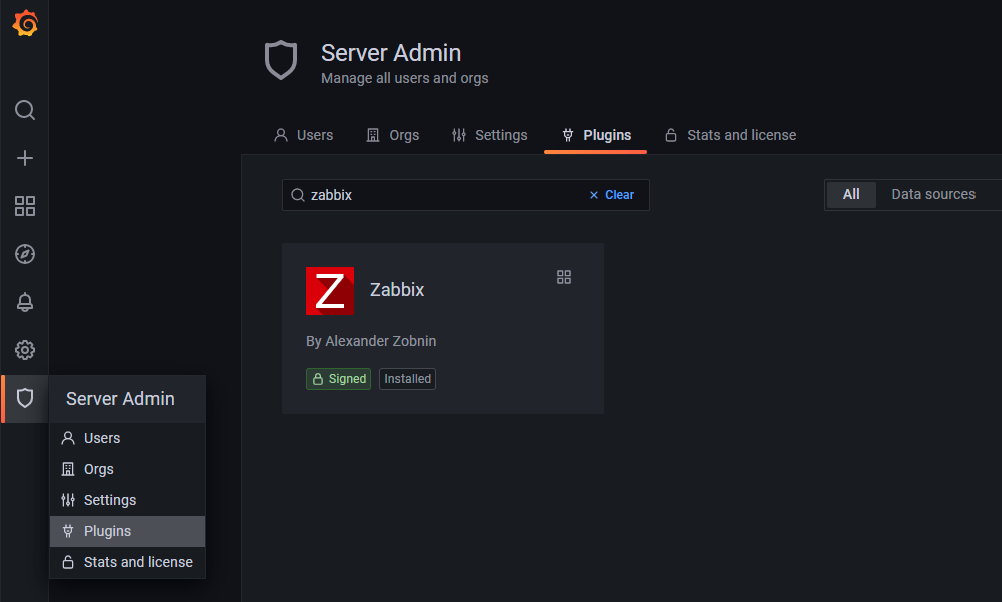 Server Admin
Manage all users and orgs
Users
Orgs
Settings
Plugins
Stats and license
zabbix
Clear
All
Data sources
Z
Zabbix
By Alexander Zobnin
Signed
Installed
Server Admin
Users
Orgs
Settings
Plugins
Stats and license